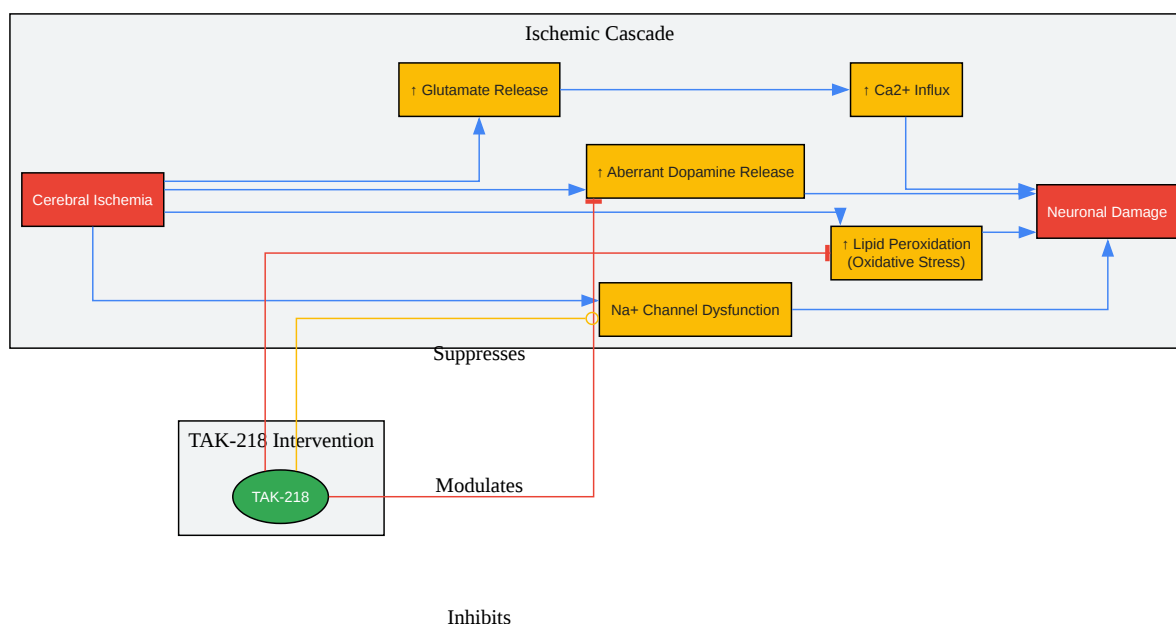 Ischemic Cascade
↑ Glutamate Release
↑ Ca2+ Influx
↑ Aberrant Dopamine Release
Cerebral Ischemia
Neuronal Damage
↑ Lipid Peroxidation
(Oxidative Stress)
Na+ Channel Dysfunction
Suppresses
TAK-218 Intervention
Modulates
TAK-218
Inhibits